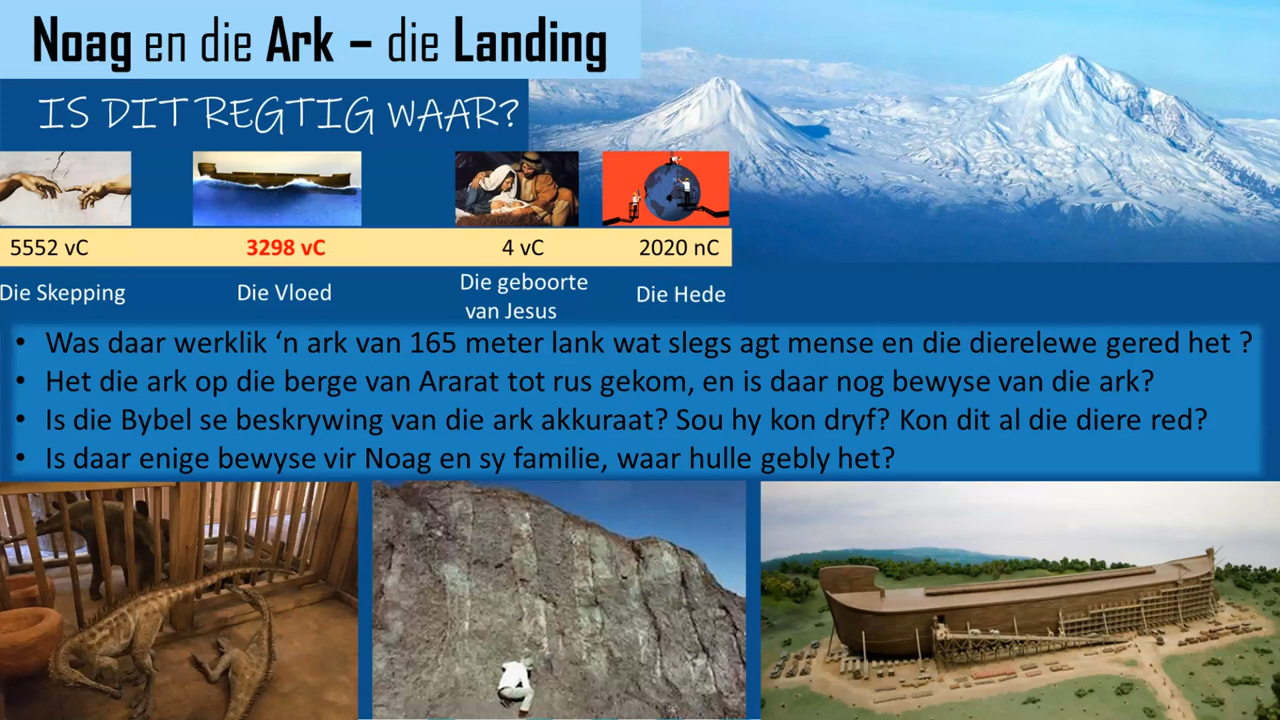 Noag en die Ark – die Landing
IS DIT REGTIG WAAR?
5552 vC
3298 vC
4 vC
2020 nC
Die Skepping
Die Vloed
Die geboorte
van Jesus
Die Hede
• Was daar werklik ‘n ark van 165 meter lank wat slegs agt mense en die dierelewe gered het ?
• Het die ark op die berge van Ararat tot rus gekom, en is daar nog bewyse van die ark?
• Is die Bybel se beskrywing van die ark akkuraat? Sou hy kon dryf? Kon dit al die diere red?
• Is daar enige bewyse vir Noag en sy familie, waar hulle gebly het?